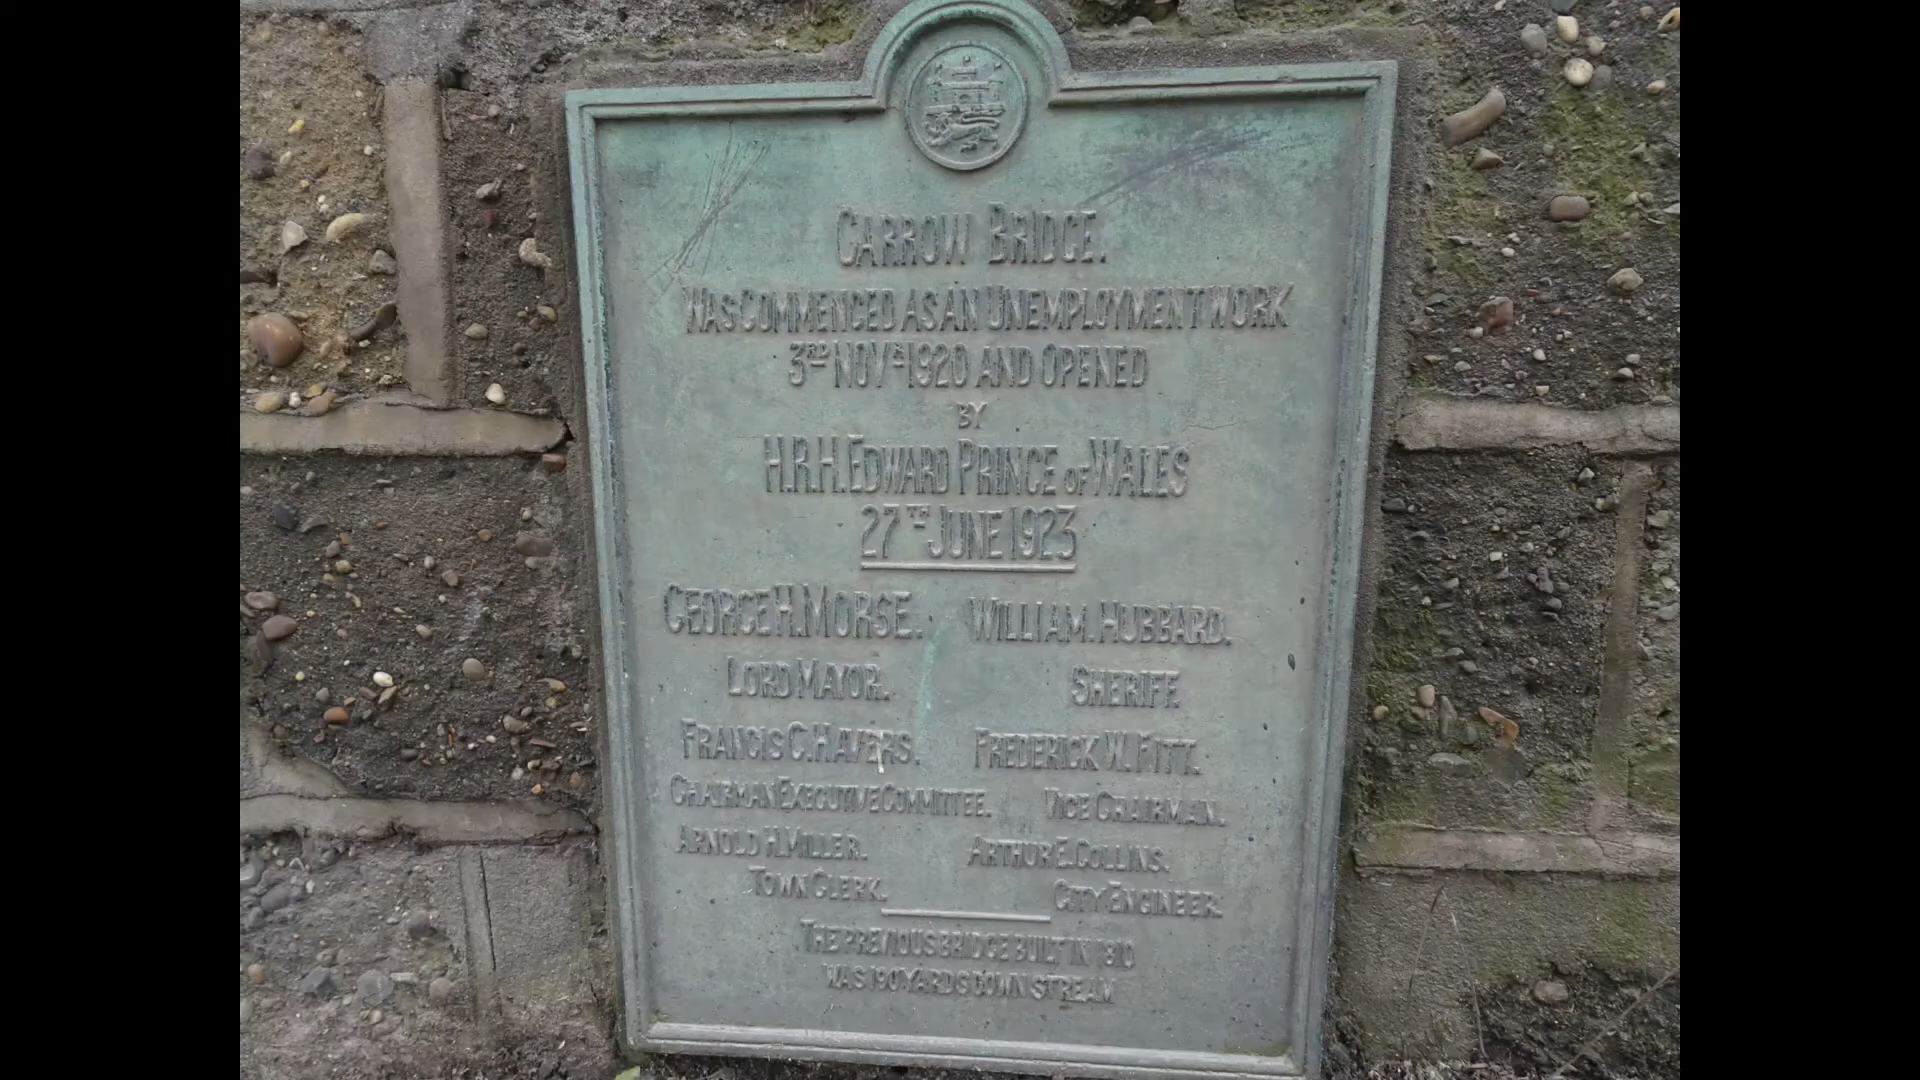 CARROW BRIDGE.
WAS COMMENCED AS AN UNEMPLOYMENT WORK
3RD NOVR 1920 AND OPENED
BY
H.R.H. EDWARD PRINCE OF WALES
27TH JUNE 1923
GEORGE H. MORSE. WILLIAM. HUBBARD.
LORD MAYOR. SHERIFF.
FRANCIS C. HAVERS. FREDERICK W.
CHAIRMAN EXECUTIVE COMMITTEE. VICE CHAIRMAN.
ARNOLD H. MILLER. ARTHUR E. COLLINS.
TOWN CLERK. CITY ENGINEER.
THE PREVIOUS BRIDGE BUILT IN 1810
WAS 190 YARDS DOWN STREAM